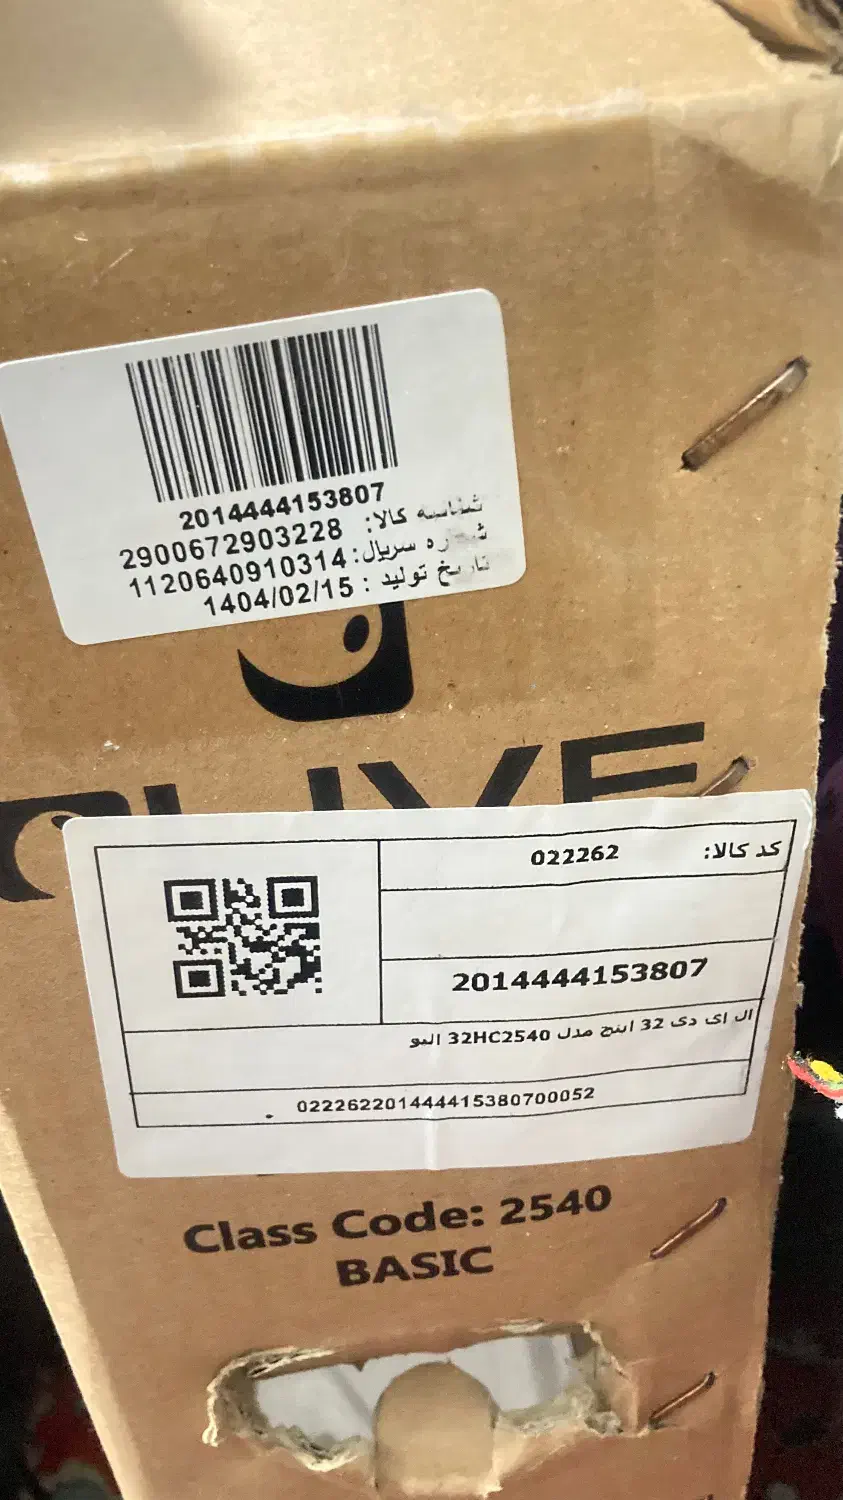 2014444153807
شناسه کالا: 2900672903228
شماره سریال: 1120640910314
تاریخ تولید : 1404/02/15
کد کالا: 022262
2014444153807
ال ای دی 32 اینچ مدل 32HC2540 الیو
022262201444415380700052
Class Code: 2540
BASIC